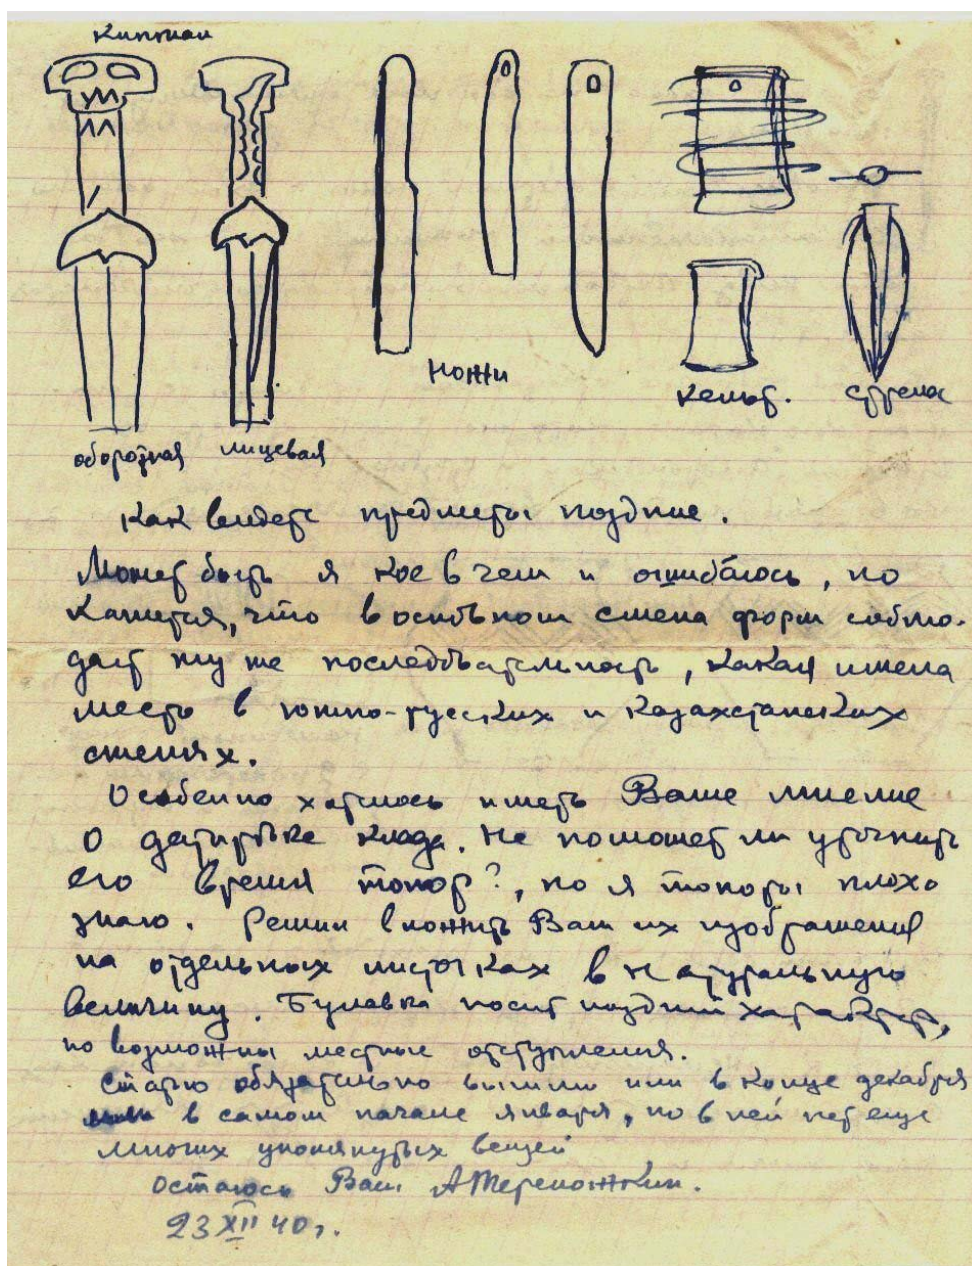 Кинжал
ножи
кельт.
стрела
оборотная лицевая
Как видете предметы поздние.
Может быть я кое в чем и ошибаюсь, но
кажется, что в основном смена форм соблю-
дает ту же последовательность, какая имела
место в южно-русских и казахстанских
степях.
Особенно хотелось иметь Ваше мнение
о датировке клада. Не поможет ли уточнить
его время топор?, но я топоры плохо
знаю. Решил вложить Вам их изображения
на отдельных листочках в натуральную
величину. Булавка носит поздний характер,
но возможны местные отступления.
Статью обязательно вышлю или в конце декабря
или в самом начале января, но в ней нет еще
многих упомянутых вещей
Остаюсь Ваш АТереножкин.
23 XII 40 г.